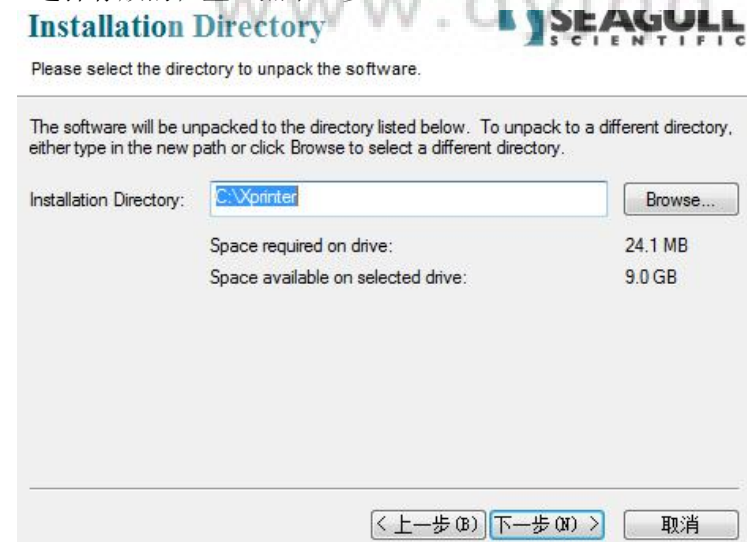 Installation Directory
SEAGULL
SCIENTIFIC
Please select the directory to unpack the software.
The software will be unpacked to the directory listed below. To unpack to a different directory,
either type in the new path or click Browse to select a different directory.
Installation Directory: C:\Xprinter Browse...
Space required on drive: 24.1 MB
Space available on selected drive: 9.0 GB
< 上一步(B) 下一步(N) > 取消